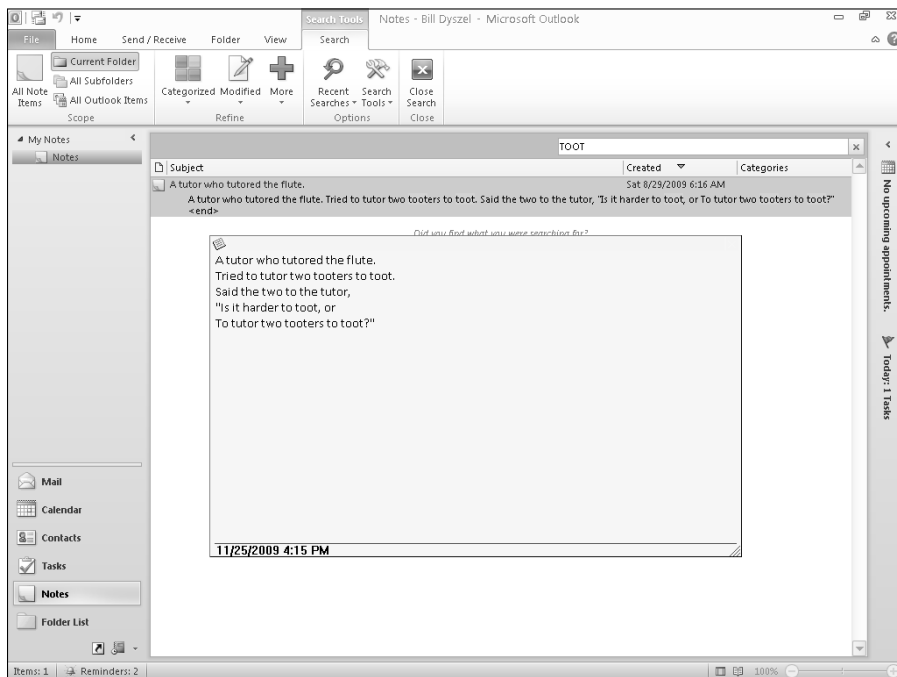 Search Tools
Notes - Bill Dyszel - Microsoft Outlook
File Home Send / Receive Folder View Search
Current Folder
All Subfolders
All Outlook Items
All Note Items
Scope
Categorized Modified More
Refine
Recent Searches Search Tools
Options
Close Search
Close
My Notes
Notes
TOOT
Subject Created Categories
A tutor who tutored the flute. Sat 8/29/2009 6:16 AM
A tutor who tutored the flute. Tried to tutor two tooters to toot. Said the two to the tutor, "Is it harder to toot, or To tutor two tooters to toot?"
<end>
Did you find what you were searching for?
A tutor who tutored the flute.
Tried to tutor two tooters to toot.
Said the two to the tutor,
"Is it harder to toot, or
To tutor two tooters to toot?"
11/25/2009 4:15 PM
No upcoming appointments.
Today: 1 Tasks
Mail
Calendar
Contacts
Tasks
Notes
Folder List
Items: 1 Reminders: 2 100%